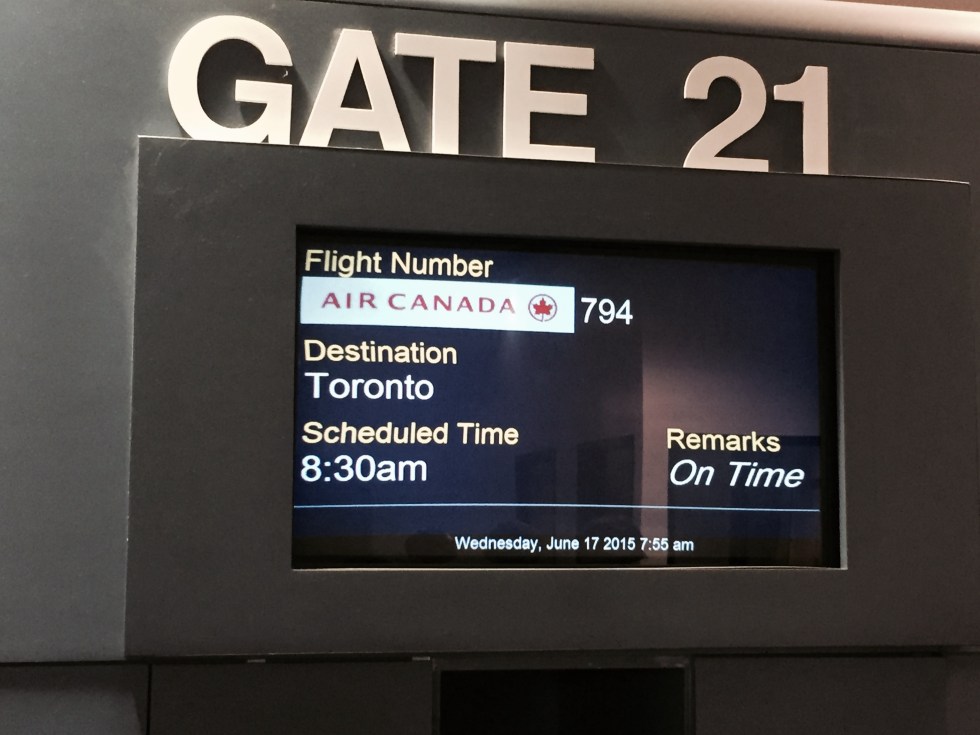 GATE 21
Flight Number
AIR CANADA 794
Destination
Toronto
Scheduled Time Remarks
8:30am On Time
Wednesday, June 17 2015 7:55 am